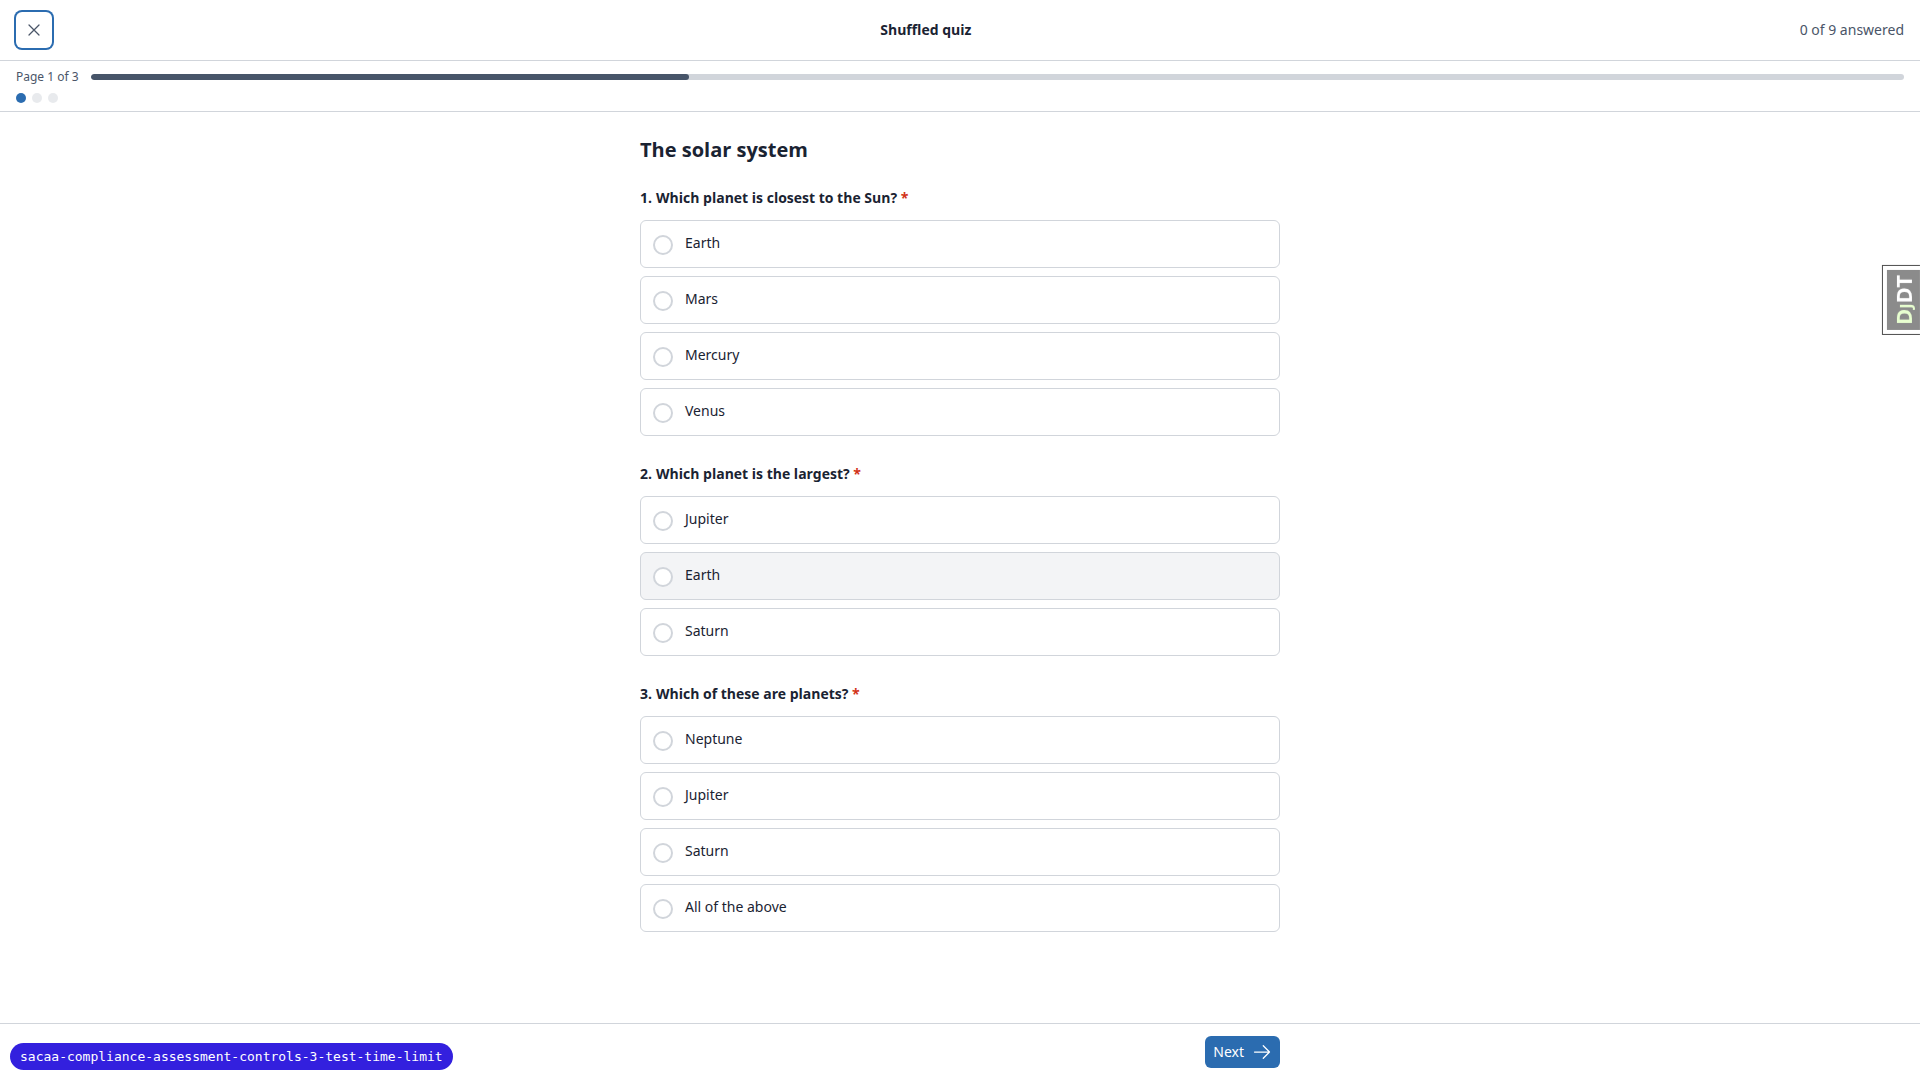 Shuffled quiz
0 of 9 answered
Page 1 of 3
The solar system
1. Which planet is closest to the Sun? *
Earth
Mars
Mercury
Venus
2. Which planet is the largest? *
Jupiter
Earth
Saturn
3. Which of these are planets? *
Neptune
Jupiter
Saturn
All of the above
DJDT
Next
sacaa-compliance-assessment-controls-3-test-time-limit